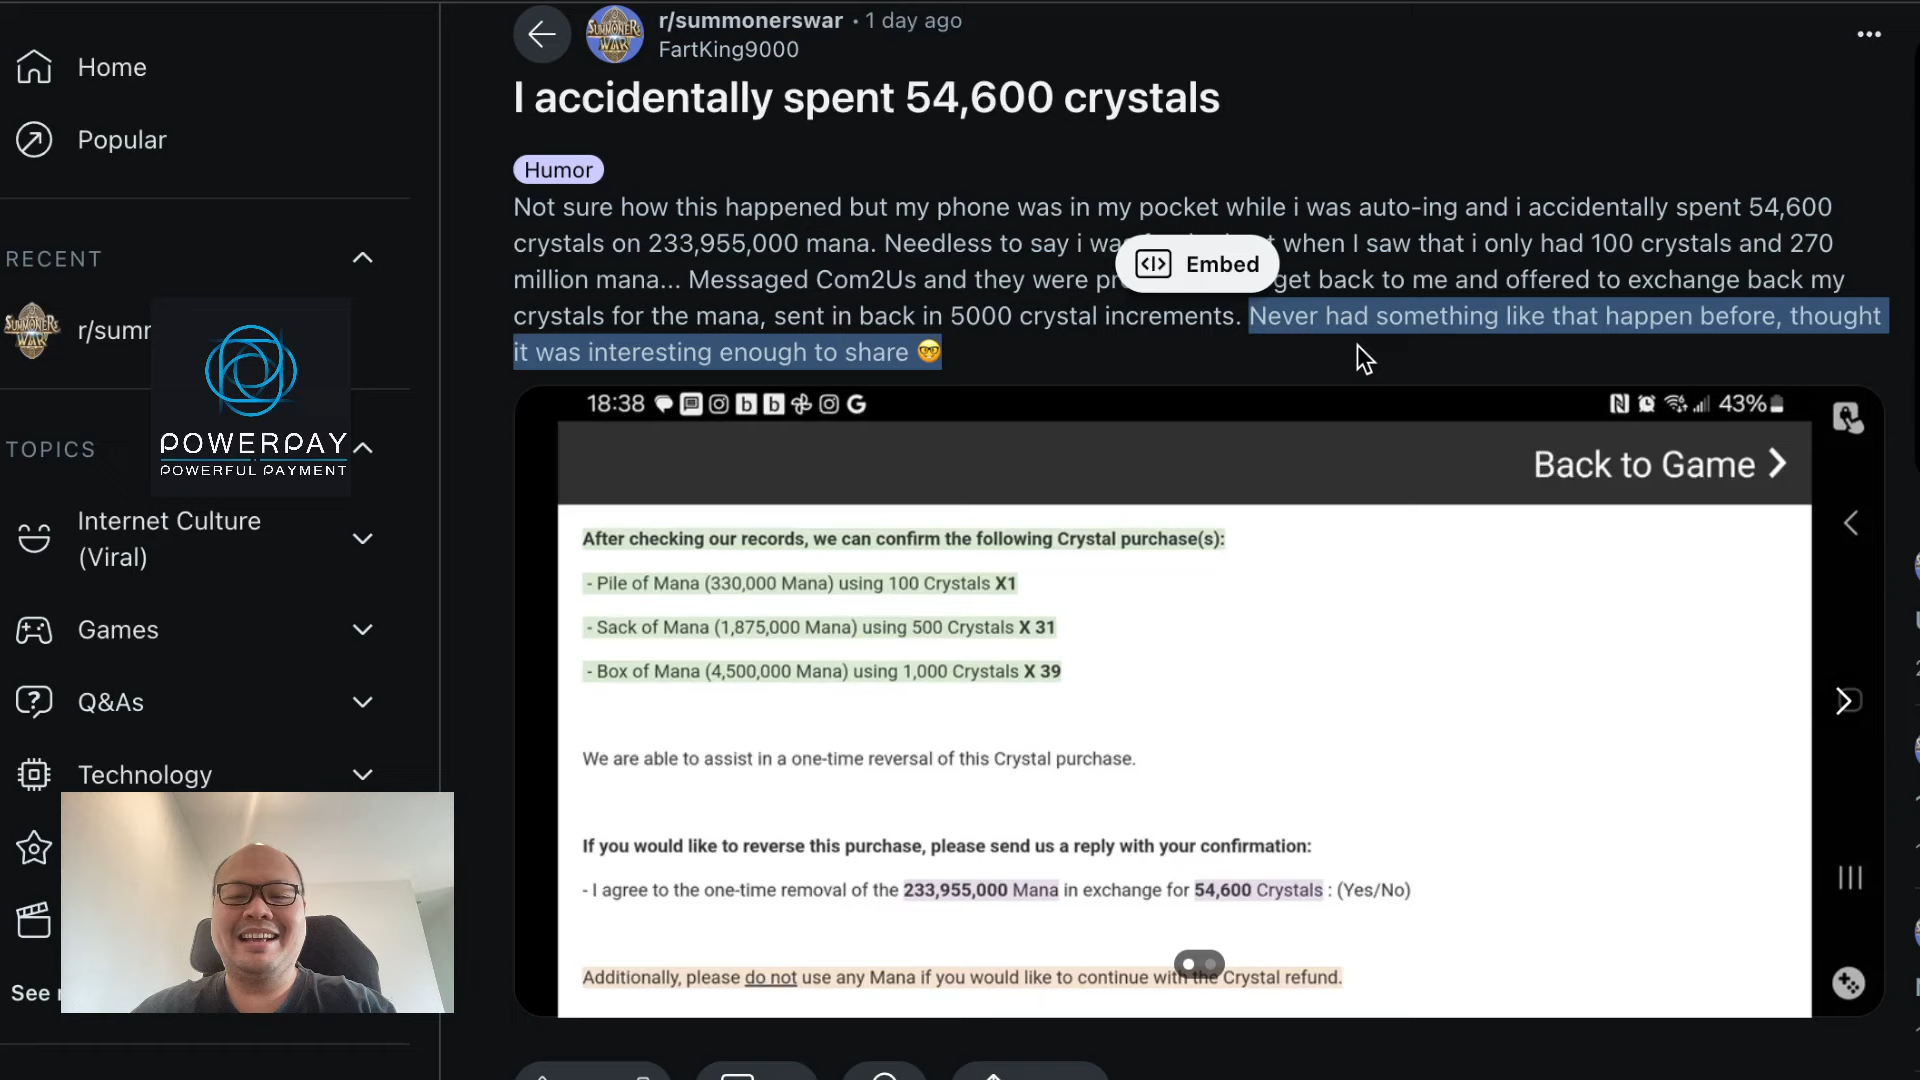 r/summonerswar • 1 day ago
FartKing9000
I accidentally spent 54,600 crystals
Humor
Not sure how this happened but my phone was in my pocket while i was auto-ing and i accidentally spent 54,600
crystals on 233,955,000 mana. Needless to say i was when I saw that i only had 100 crystals and 270
million mana... Messaged Com2Us and they were get back to me and offered to exchange back my
crystals for the mana, sent in back in 5000 crystal increments. Never had something like that happen before, thought
it was interesting enough to share 🤓
Embed
Home
Popular
RECENT
r/summ
TOPICS
Internet Culture
(Viral)
Games
Q&As
Technology
See
POWERPAY
POWERFUL PAYMENT
18:38
43%
Back to Game
After checking our records, we can confirm the following Crystal purchase(s):
- Pile of Mana (330,000 Mana) using 100 Crystals X1
- Sack of Mana (1,875,000 Mana) using 500 Crystals X 31
- Box of Mana (4,500,000 Mana) using 1,000 Crystals X 39
We are able to assist in a one-time reversal of this Crystal purchase.
If you would like to reverse this purchase, please send us a reply with your confirmation:
- I agree to the one-time removal of the 233,955,000 Mana in exchange for 54,600 Crystals : (Yes/No)
Additionally, please do not use any Mana if you would like to continue with the Crystal refund.